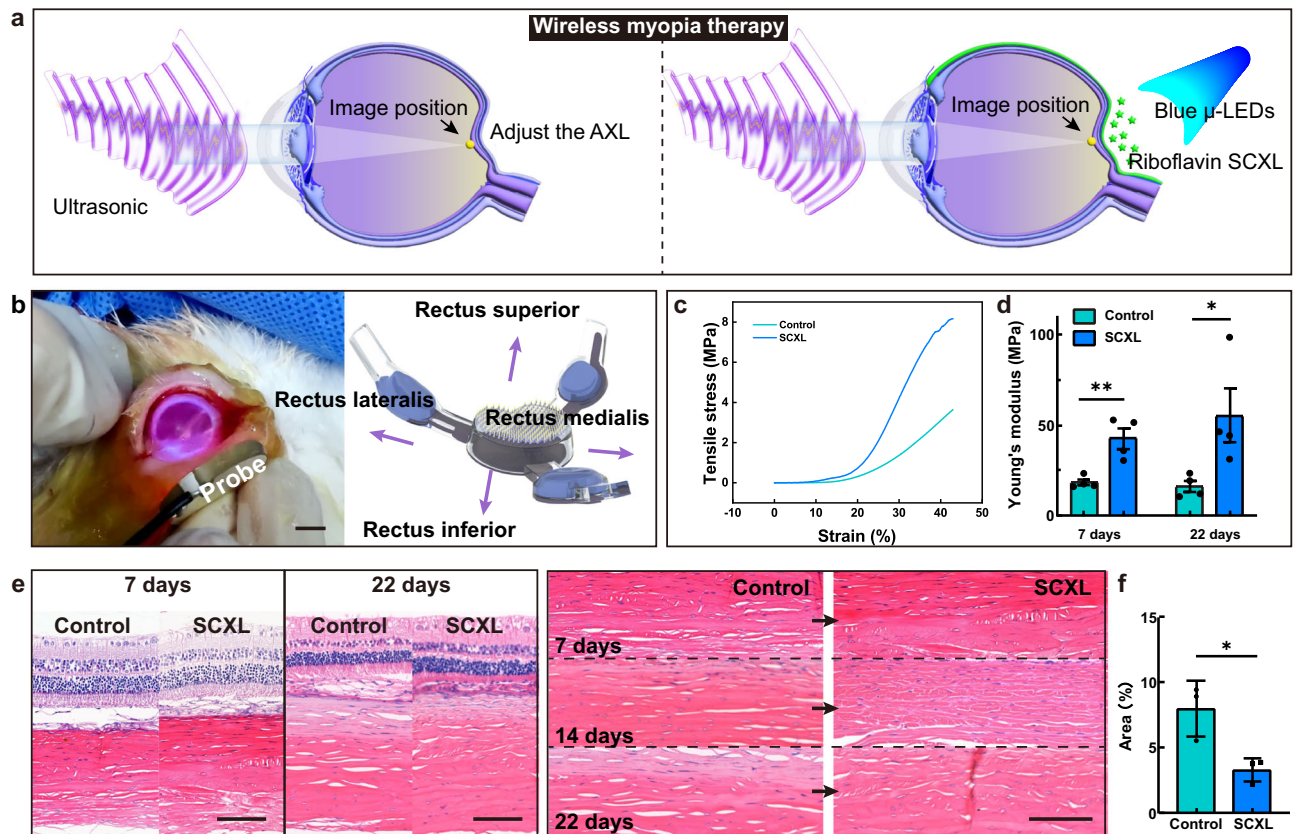 a
Wireless myopia therapy
Image position
Adjust the AXL
Ultrasonic
Image position
Blue μ-LEDs
Riboflavin SCXL
b
Probe
Rectus superior
Rectus lateralis
Rectus medialis
Rectus inferior
c
Control
SCXL
Tensile stress (MPa)
8
6
4
2
0
-10 0 10 20 30 40 50
Strain (%)
d
Control
SCXL
Young's modulus (MPa)
100
50
0
**
*
7 days 22 days
e
7 days 22 days
Control SCXL Control SCXL
Control SCXL
7 days
14 days
22 days
f
Area (%)
15
10
5
0
*
Control SCXL